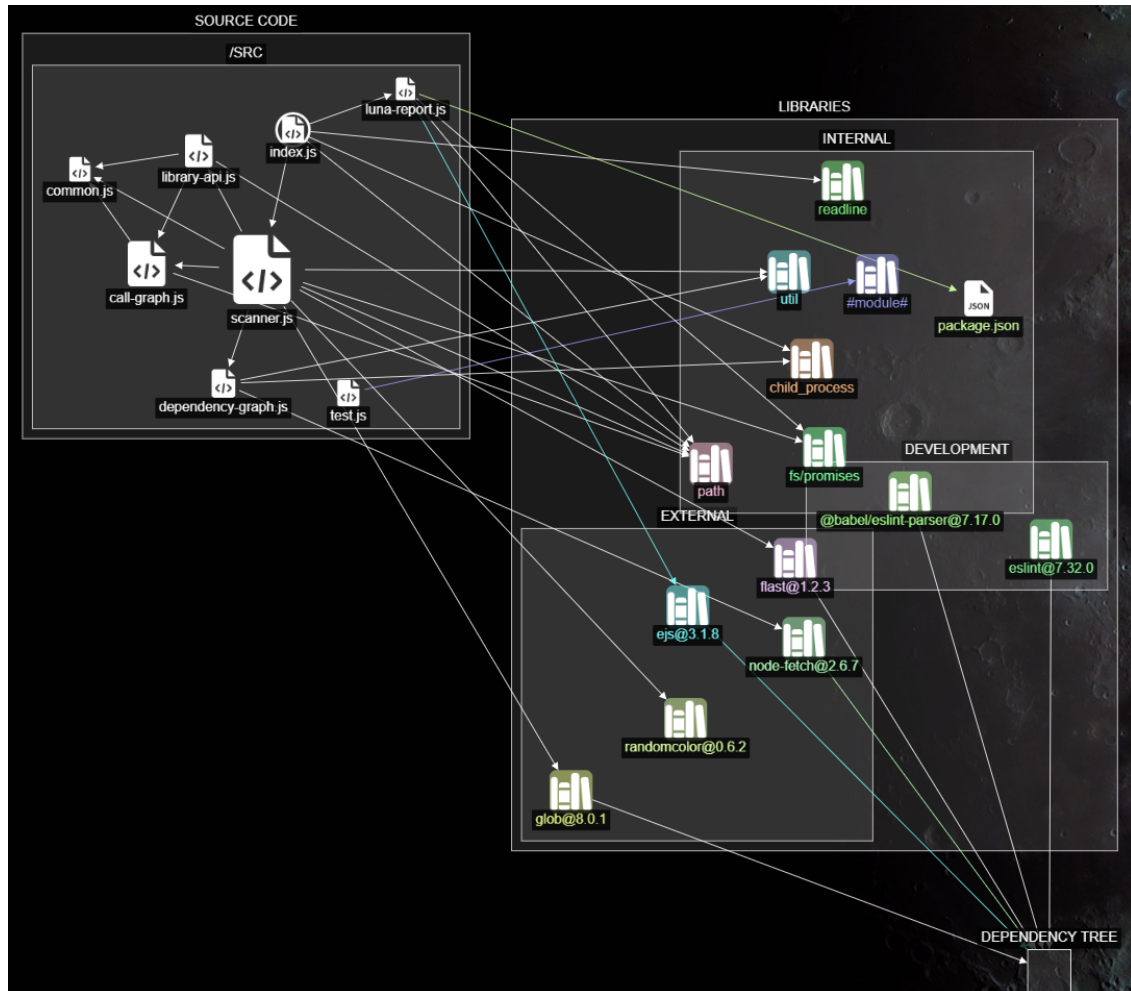 SOURCE CODE
/SRC
luna-report.js
index.js
library-api.js
common.js
call-graph.js
scanner.js
dependency-graph.js
test.js
LIBRARIES
INTERNAL
readline
util
#module#
JSON
package.json
child_process
path
fs/promises
DEVELOPMENT
@babel/eslint-parser@7.17.0
eslint@7.32.0
EXTERNAL
flast@1.2.3
ejs@3.1.8
node-fetch@2.6.7
randomcolor@0.6.2
glob@8.0.1
DEPENDENCY TREE